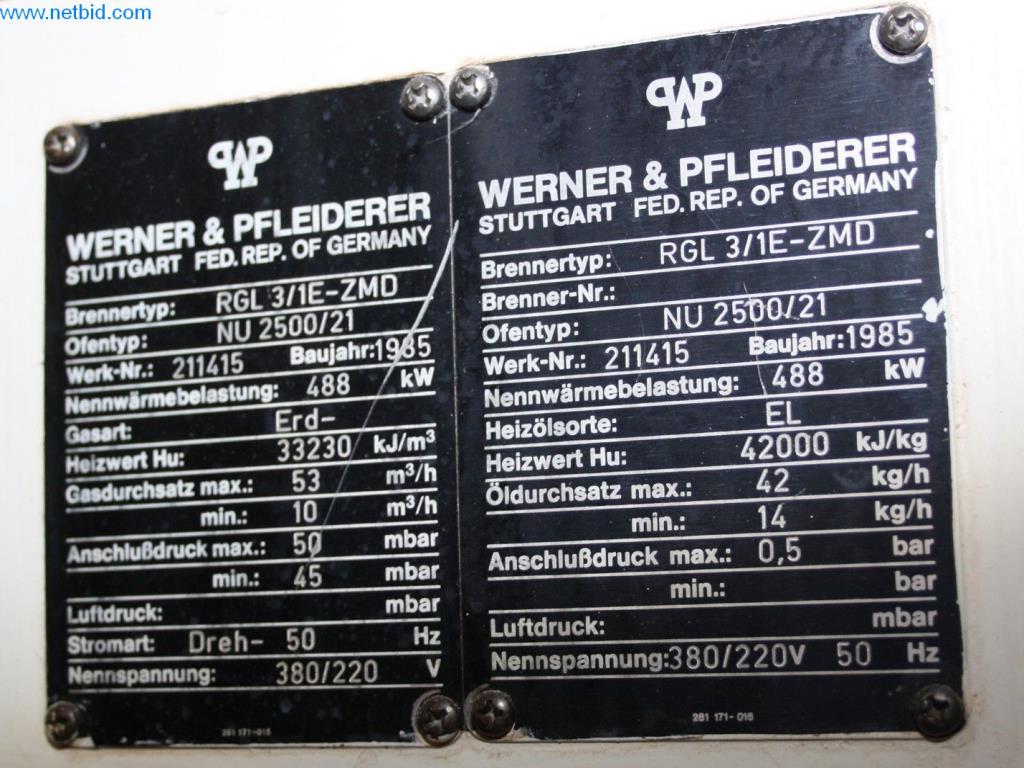 www.netbid.com
WP
WERNER & PFLEIDERER
STUTTGART FED. REP. OF GERMANY
Brennertyp: RGL 3/1E-ZMD
Ofentyp: NU 2500/21
Werk-Nr.: 211415 Baujahr: 1985
Nennwärmebelastung: 488 kW
Gasart: Erd-
Heizwert Hu: 33230 kJ/m³
Gasdurchsatz max.: 53 m³/h
min.: 10 m³/h
Anschlußdruck max.: 50 mbar
min.: 45 mbar
Luftdruck: mbar
Stromart: Dreh- 50 Hz
Nennspannung: 380/220 V
281 171-015
WP
WERNER & PFLEIDERER
STUTTGART FED. REP. OF GERMANY
Brennertyp: RGL 3/1E-ZMD
Brenner-Nr.:
Ofentyp: NU 2500/21
Werk-Nr.: 211415 Baujahr: 1985
Nennwärmebelastung: 488 kW
Heizölsorte: EL
Heizwert Hu: 42000 kJ/kg
Öldurchsatz max.: 42 kg/h
min.: 14 kg/h
Anschlußdruck max.: 0,5 bar
min.: bar
Luftdruck: mbar
Nennspannung: 380/220V 50 Hz
281 171-016